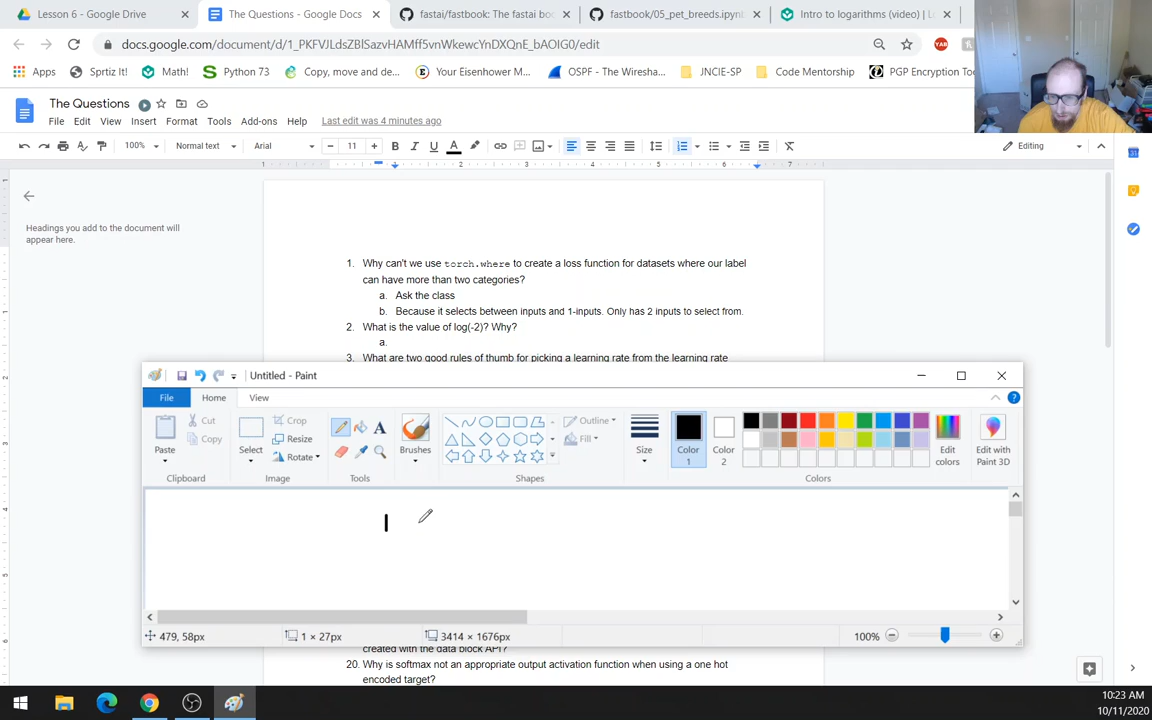 Lesson 6 - Google Drive
The Questions - Google Docs
fastai/fastbook: The fastai bo
fastbook/05_pet_breeds.ipynb
Intro to logarithms (video) | L
docs.google.com/document/d/1_PKFVJLdsZBlSazvHAMff5vnWkewcYnDXQnE_bAOIG0/edit
YAR
Apps
Sprtiz It!
Math!
Python 73
Copy, move and de...
Your Eisenhower M...
OSPF - The Wiresha...
JNCIE-SP
Code Mentorship
PGP Encryption To
The Questions
File Edit View Insert Format Tools Add-ons Help Last edit was 4 minutes ago
100% Normal text Arial 11 Editing
1 1 2 3 4 5 6 7
Headings you add to the document will
appear here.
1. Why can't we use torch.where to create a loss function for datasets where our label
can have more than two categories?
a. Ask the class
b. Because it selects between inputs and 1-inputs. Only has 2 inputs to select from.
2. What is the value of log(-2)? Why?
a.
3. What are two good rules of thumb for picking a learning rate from the learning rate
Untitled - Paint
File Home View
Paste
Cut
Copy
Clipboard
Select
Crop
Resize
Rotate
Image
A
Tools
Brushes
Outline
Fill
Shapes
Size
Color
1
Color
2
Edit
colors
Edit with
Paint 3D
Colors
479, 58px
1 × 27px
3414 × 1676px
100%
created with the data block API?
20. Why is softmax not an appropriate output activation function when using a one hot
encoded target?
10:23 AM
10/11/2020